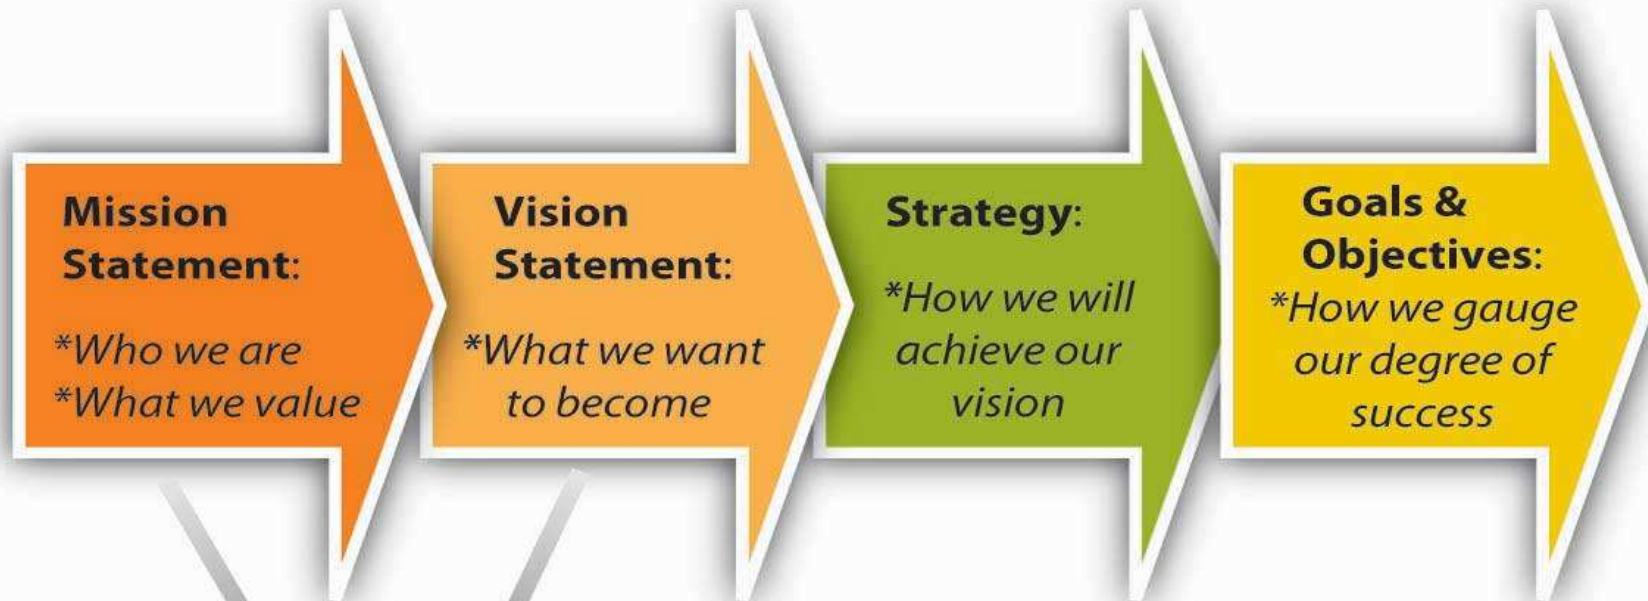 Mission
Statement:
*Who we are
*What we value
Vision
Statement:
*What we want
to become
Strategy:
*How we will
achieve our
vision
Goals &
Objectives:
*How we gauge
our degree of
success